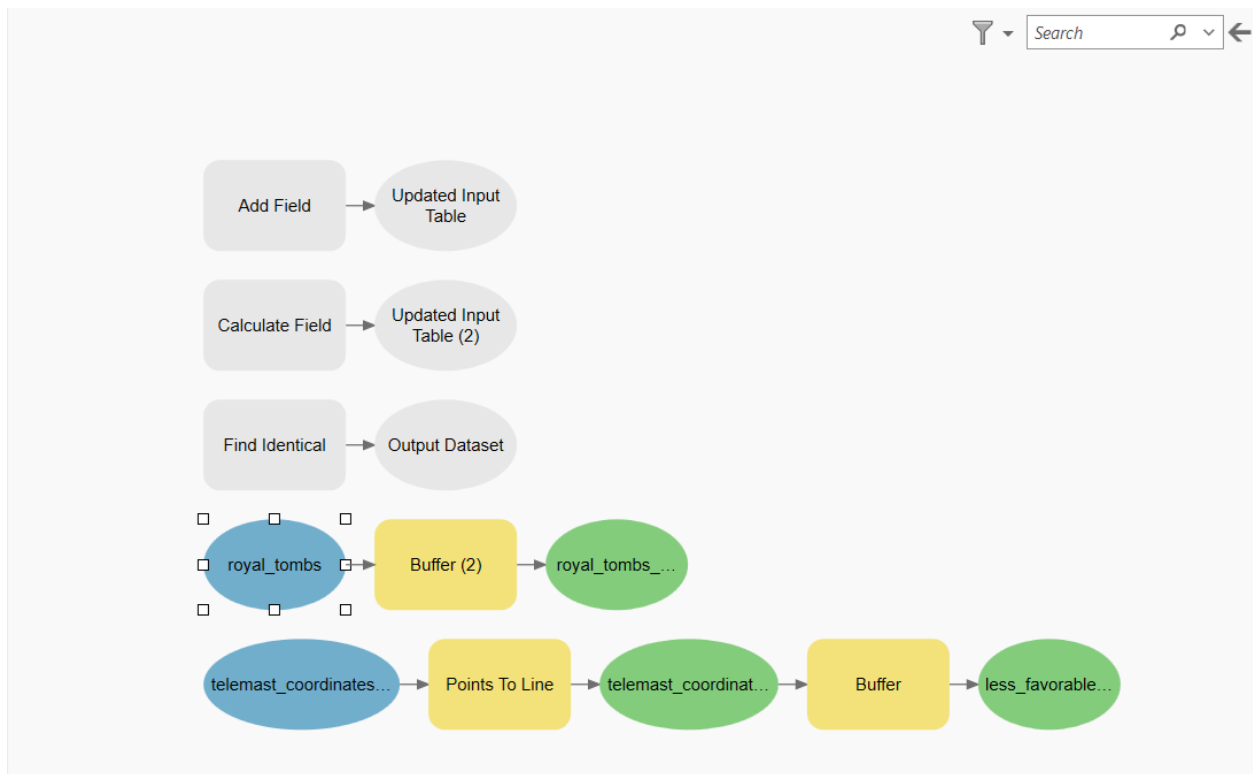 Search
Add Field
Updated Input
Table
Calculate Field
Updated Input
Table (2)
Find Identical
Output Dataset
royal_tombs
Buffer (2)
royal_tombs_...
telemast_coordinates...
Points To Line
telemast_coordinat...
Buffer
less_favorable...